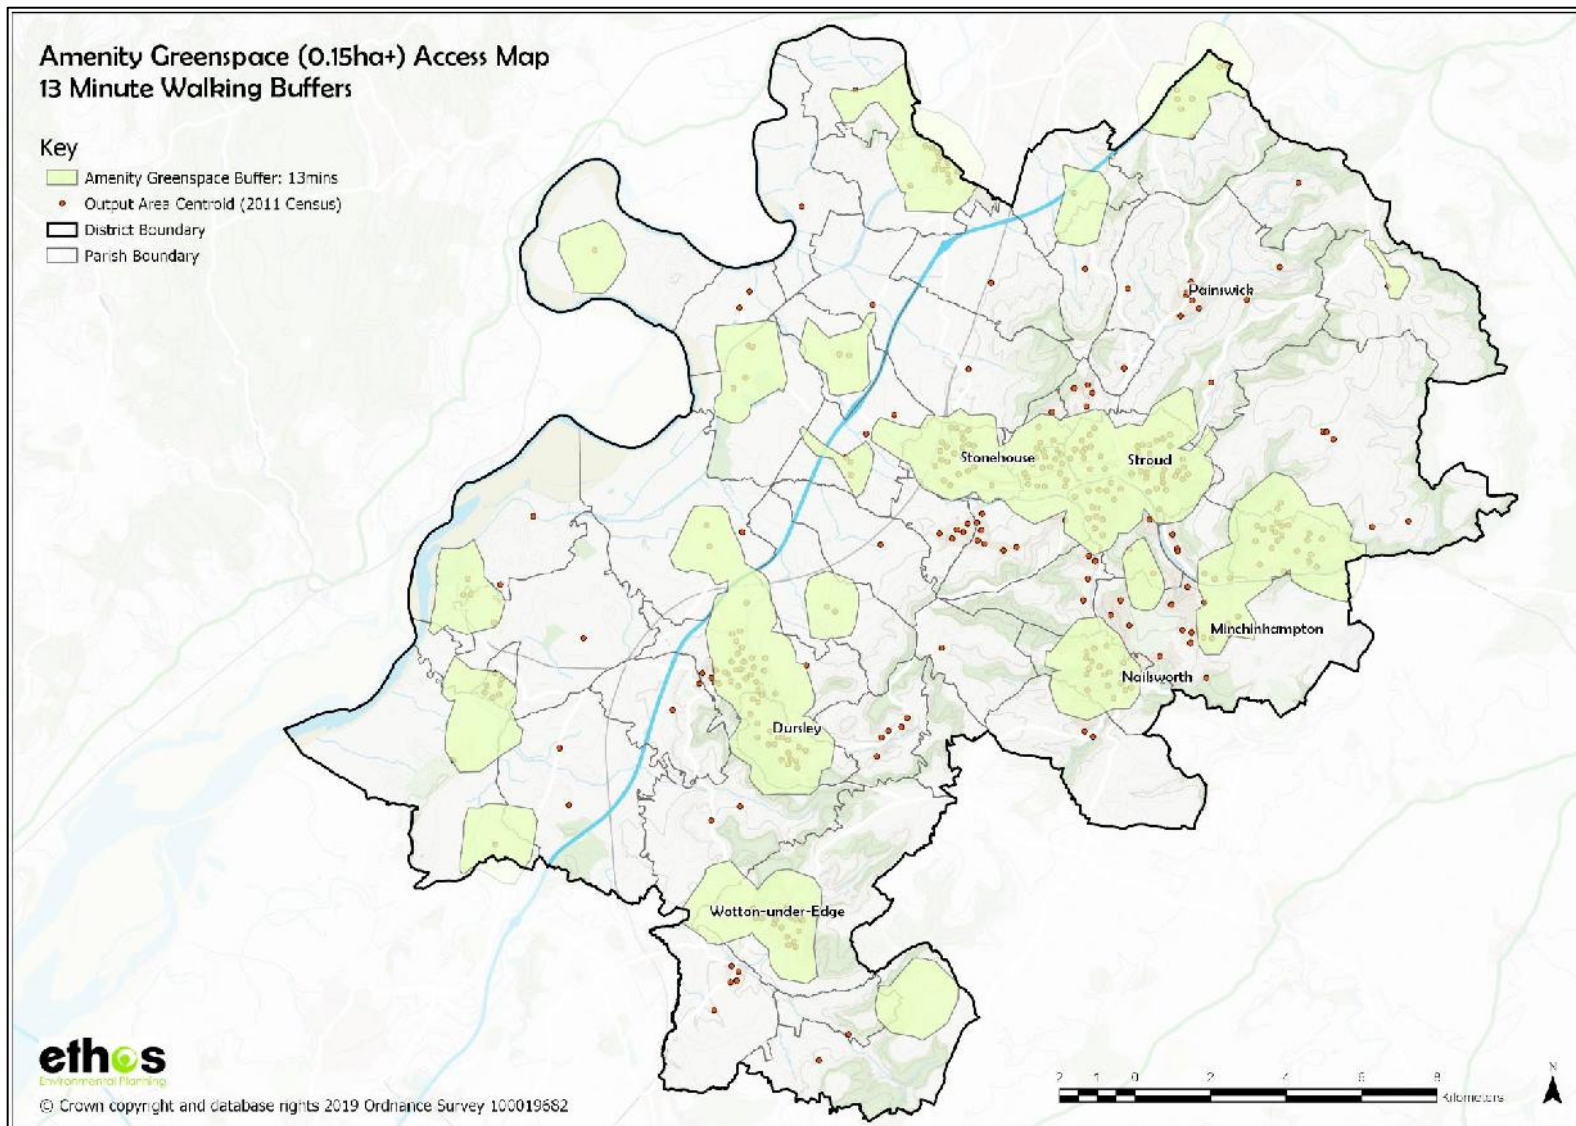 Amenity Greenspace (0.15ha+) Access Map
13 Minute Walking Buffers
Key
Amenity Greenspace Buffer: 13mins
Output Area Centroid (2011 Census)
District Boundary
Parish Boundary
Painswick
Stonehouse
Stroud
Minchinhampton
Nailsworth
Dursley
Wotton-under-Edge
ethos
Environmental Planning
© Crown copyright and database rights 2019 Ordnance Survey 100019682
2 1 0 2 4 6 8
Kilometers
N